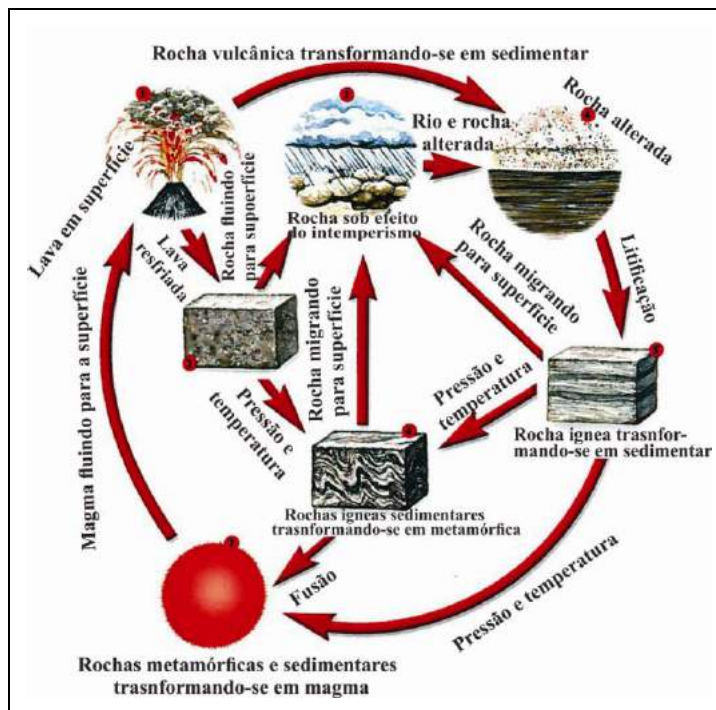 Rocha vulcânica transformando-se em sedimentar
Rocha alterada
Rio e rocha
alterada
Lava em superfície
Rocha fluindo
para supoerfície
Lava
resfriada
Rocha sob efeito
do intemperismo
Rocha migrando
para superfície
Litificação
Rocha migrando
para superfície
Pressão e
temperatura
Pressão e
temperatura
Rocha ignea trasnfor-
mando-se em sedimentar
Magma fluindo para a superfície
Rochas igneas sedimentares
trasnformando-se em metamórfica
Fusão
Pressão e temperatura
Rochas metamórficas e sedimentares
trasnformando-se em magma